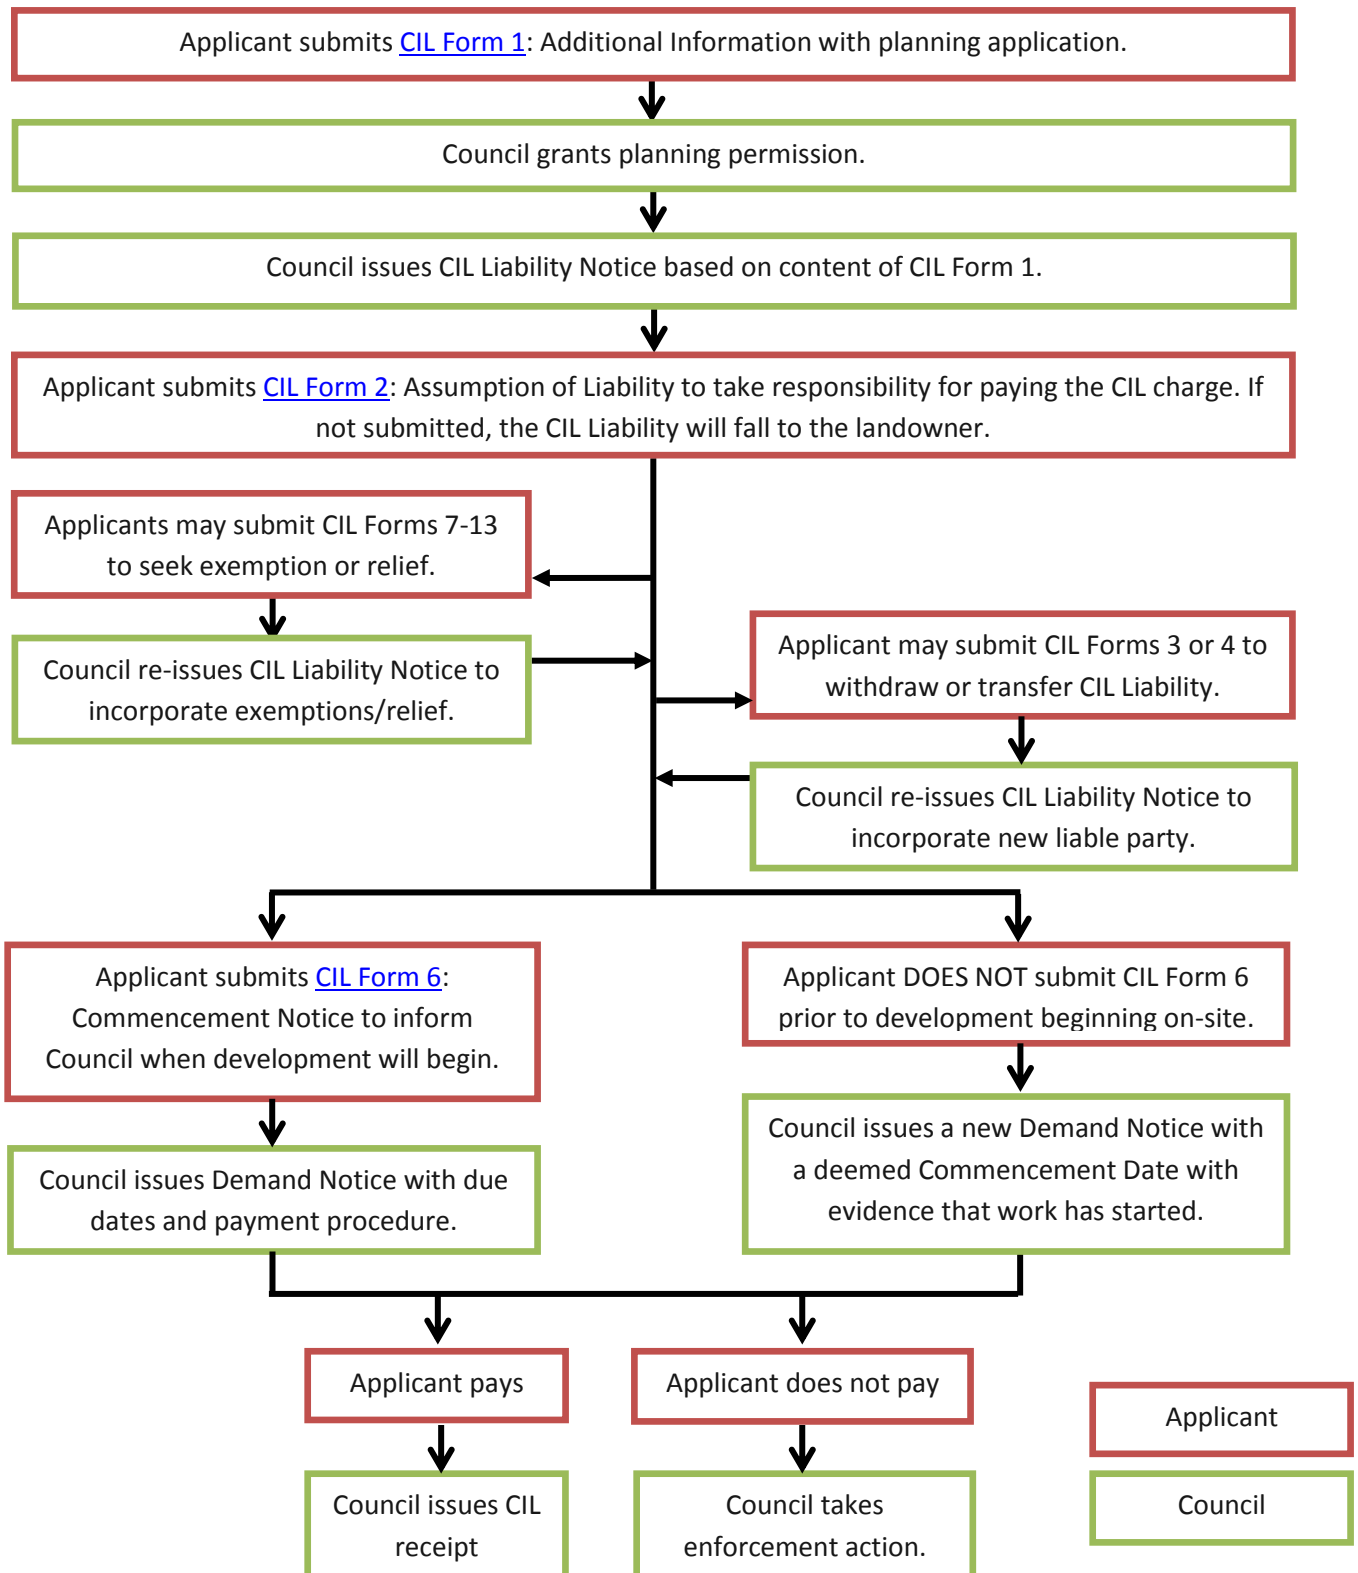 Applicant submits CIL Form 1: Additional Information with planning application.
Council grants planning permission.
Council issues CIL Liability Notice based on content of CIL Form 1.
Applicant submits CIL Form 2: Assumption of Liability to take responsibility for paying the CIL charge. If
not submitted, the CIL Liability will fall to the landowner.
Applicants may submit CIL Forms 7-13
to seek exemption or relief.
Council re-issues CIL Liability Notice to
incorporate exemptions/relief.
Applicant may submit CIL Forms 3 or 4 to
withdraw or transfer CIL Liability.
Council re-issues CIL Liability Notice to
incorporate new liable party.
Applicant submits CIL Form 6:
Commencement Notice to inform
Council when development will begin.
Applicant DOES NOT submit CIL Form 6
prior to development beginning on-site.
Council issues Demand Notice with due
dates and payment procedure.
Council issues a new Demand Notice with
a deemed Commencement Date with
evidence that work has started.
Applicant pays
Applicant does not pay
Council issues CIL
receipt
Council takes
enforcement action.
Applicant
Council